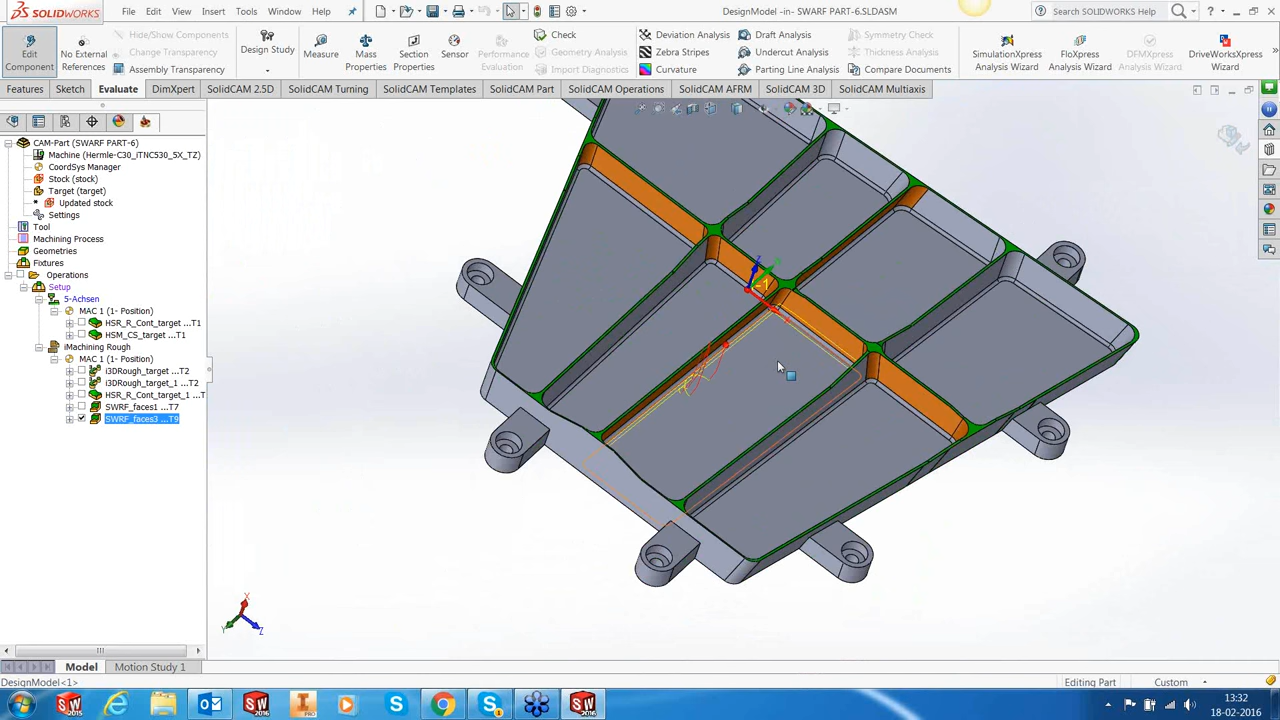 SOLIDWORKS
File Edit View Insert Tools Window Help
DesignModel -in- SWARF PART-6.SLDASM
Search SOLIDWORKS Help
Edit Component
No External References
Hide/Show Components
Change Transparency
Assembly Transparency
Design Study
Measure
Mass Properties
Section Properties
Sensor
Performance Evaluation
Check
Geometry Analysis
Import Diagnostics
Deviation Analysis
Zebra Stripes
Curvature
Draft Analysis
Undercut Analysis
Parting Line Analysis
Symmetry Check
Thickness Analysis
Compare Documents
SimulationXpress Analysis Wizard
FloXpress Analysis Wizard
DFMXpress Analysis Wizard
DriveWorksXpress Wizard
Features Sketch Evaluate DimXpert SolidCAM 2.5D SolidCAM Turning SolidCAM Templates SolidCAM Part SolidCAM Operations SolidCAM AFRM SolidCAM 3D SolidCAM Multiaxis
CAM-Part (SWARF PART-6)
Machine (Hermle-C30_iTNC530_5X_TZ)
CoordSys Manager
Stock (stock)
Target (target)
* Updated stock
Settings
Tool
Machining Process
Geometries
Fixtures
Operations
Setup
5-Achsen
MAC 1 (1- Position)
HSR_R_Cont_target ...T1
HSM_CS_target ...T1
iMachining Rough
MAC 1 (1- Position)
i3DRough_target ...T2
i3DRough_target_1 ...T2
HSR_R_Cont_target_1 ...T
SWRF_faces1 ...T7
SWRF_faces3 ...T9
Model Motion Study 1
DesignModel<1>
Editing Part
Custom
13:32
18-02-2016